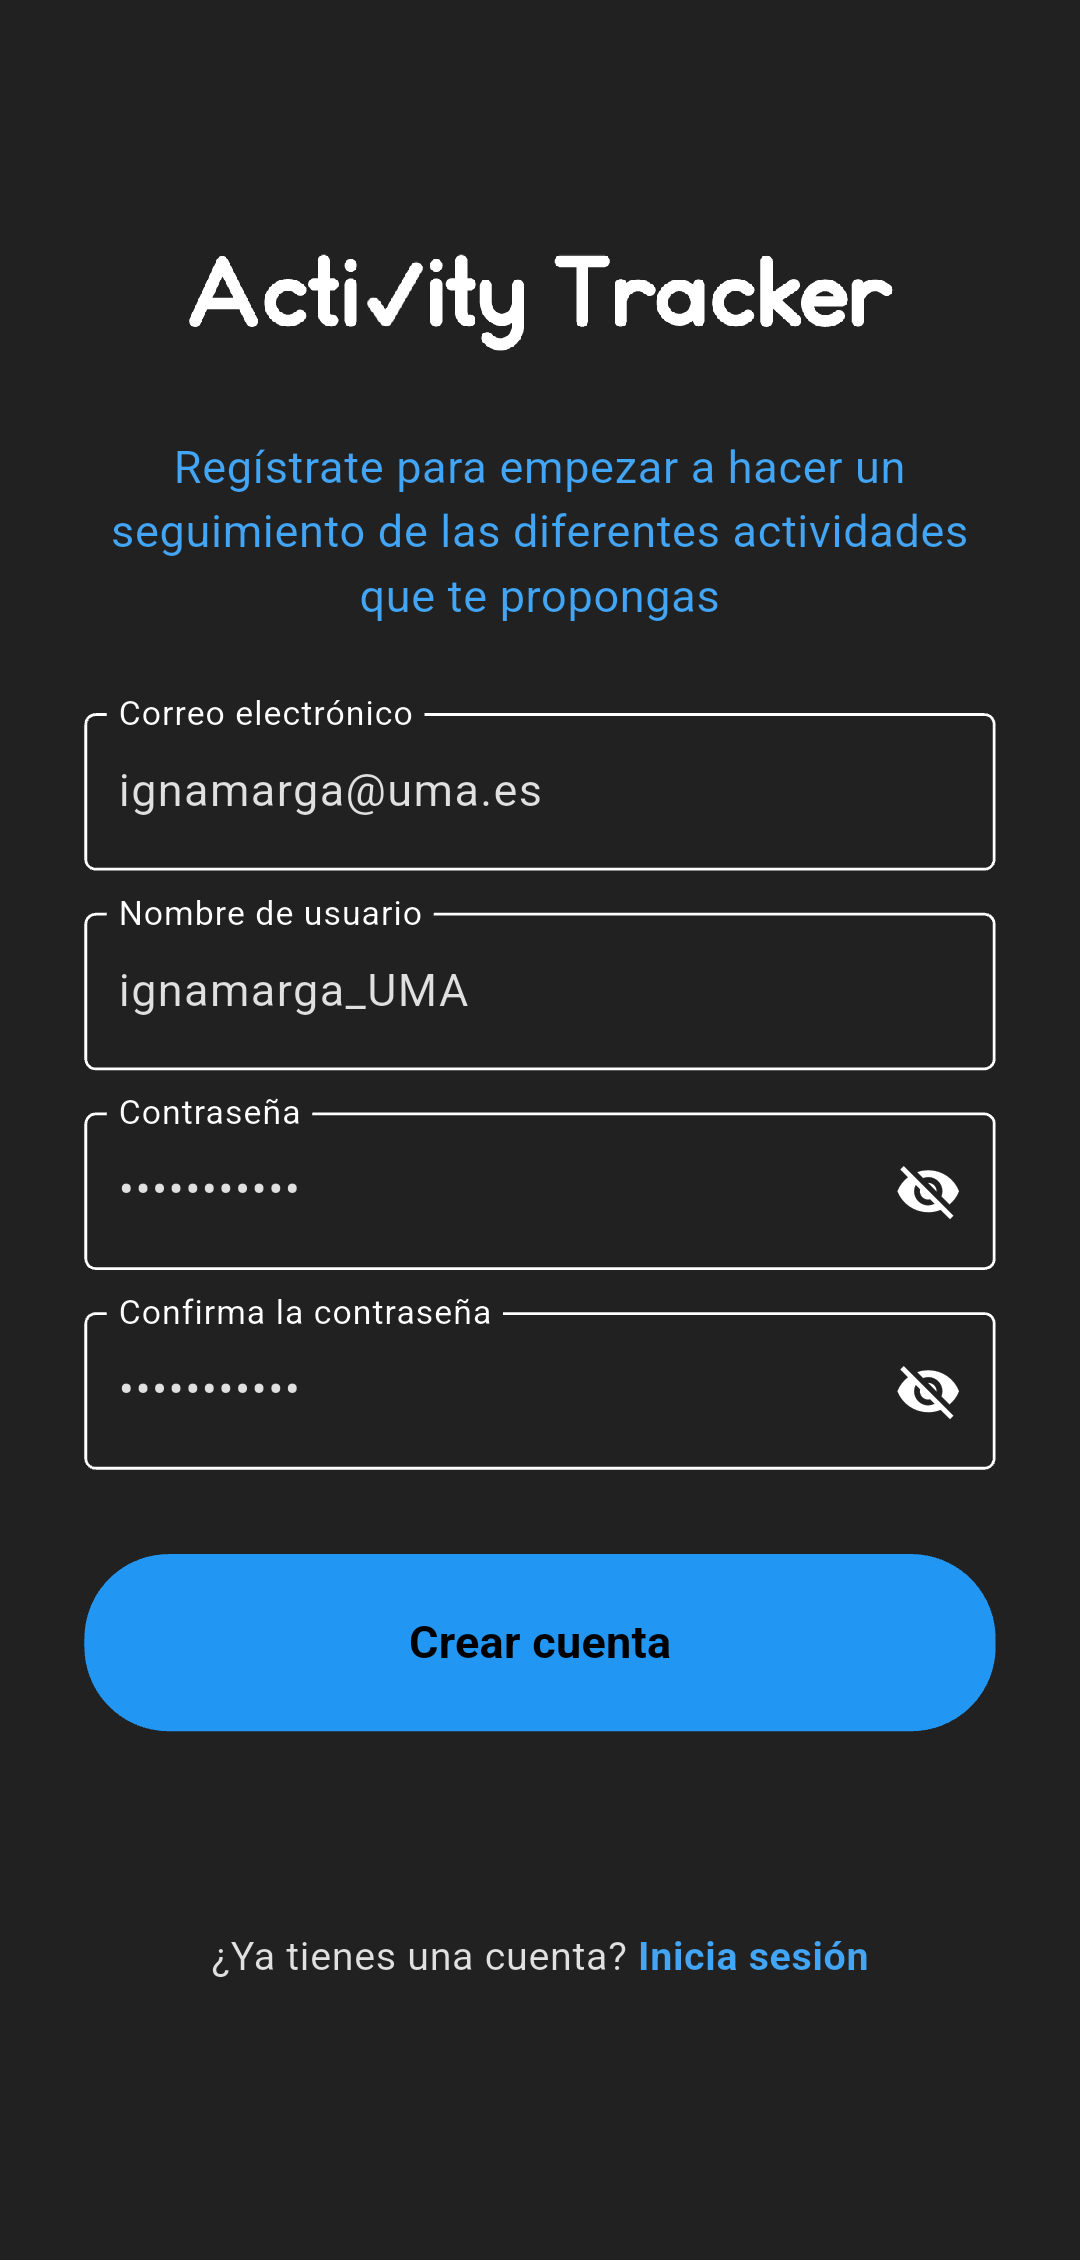 Activity Tracker
Regístrate para empezar a hacer un
seguimiento de las diferentes actividades
que te propongas
Correo electrónico
ignamarga@uma.es
Nombre de usuario
ignamarga_UMA
Contraseña
•••••••••••
Confirma la contraseña
•••••••••••
Crear cuenta
¿Ya tienes una cuenta? Inicia sesión